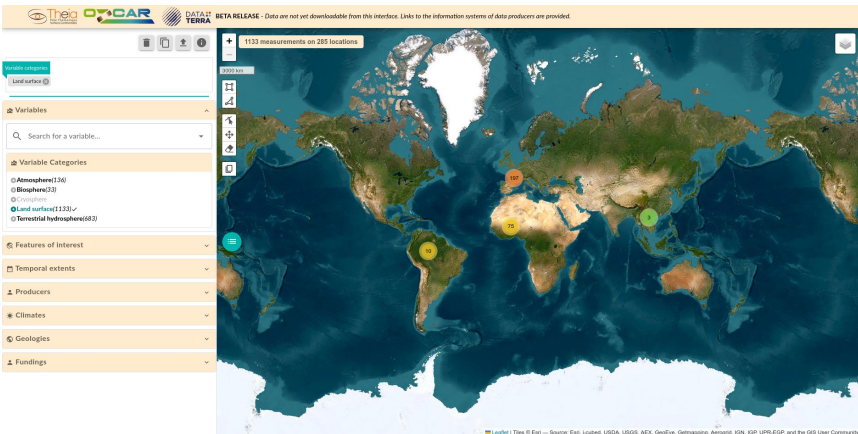 Theia
OZCAR
DATA
TERRA
BETA RELEASE - Data are not yet downloadable from this interface. Links to the information systems of data producers are provided.
Variable categories
Land surface
Variables
Search for a variable...
Variable Categories
Atmosphere(136)
Biosphere(33)
Cryosphere
Land surface(1133)
Terrestrial hydrosphere(683)
Features of interest
Temporal extents
Producers
Climates
Geologies
Fundings
+
−
1133 measurements on 285 locations
3000 km
197
75
3
10
Leaflet | Tiles © Esri — Source: Esri, i-cubed, USDA, USGS, AEX, GeoEye, Getmapping, Aerogrid, IGN, IGP, UPR-EGP, and the GIS User Community